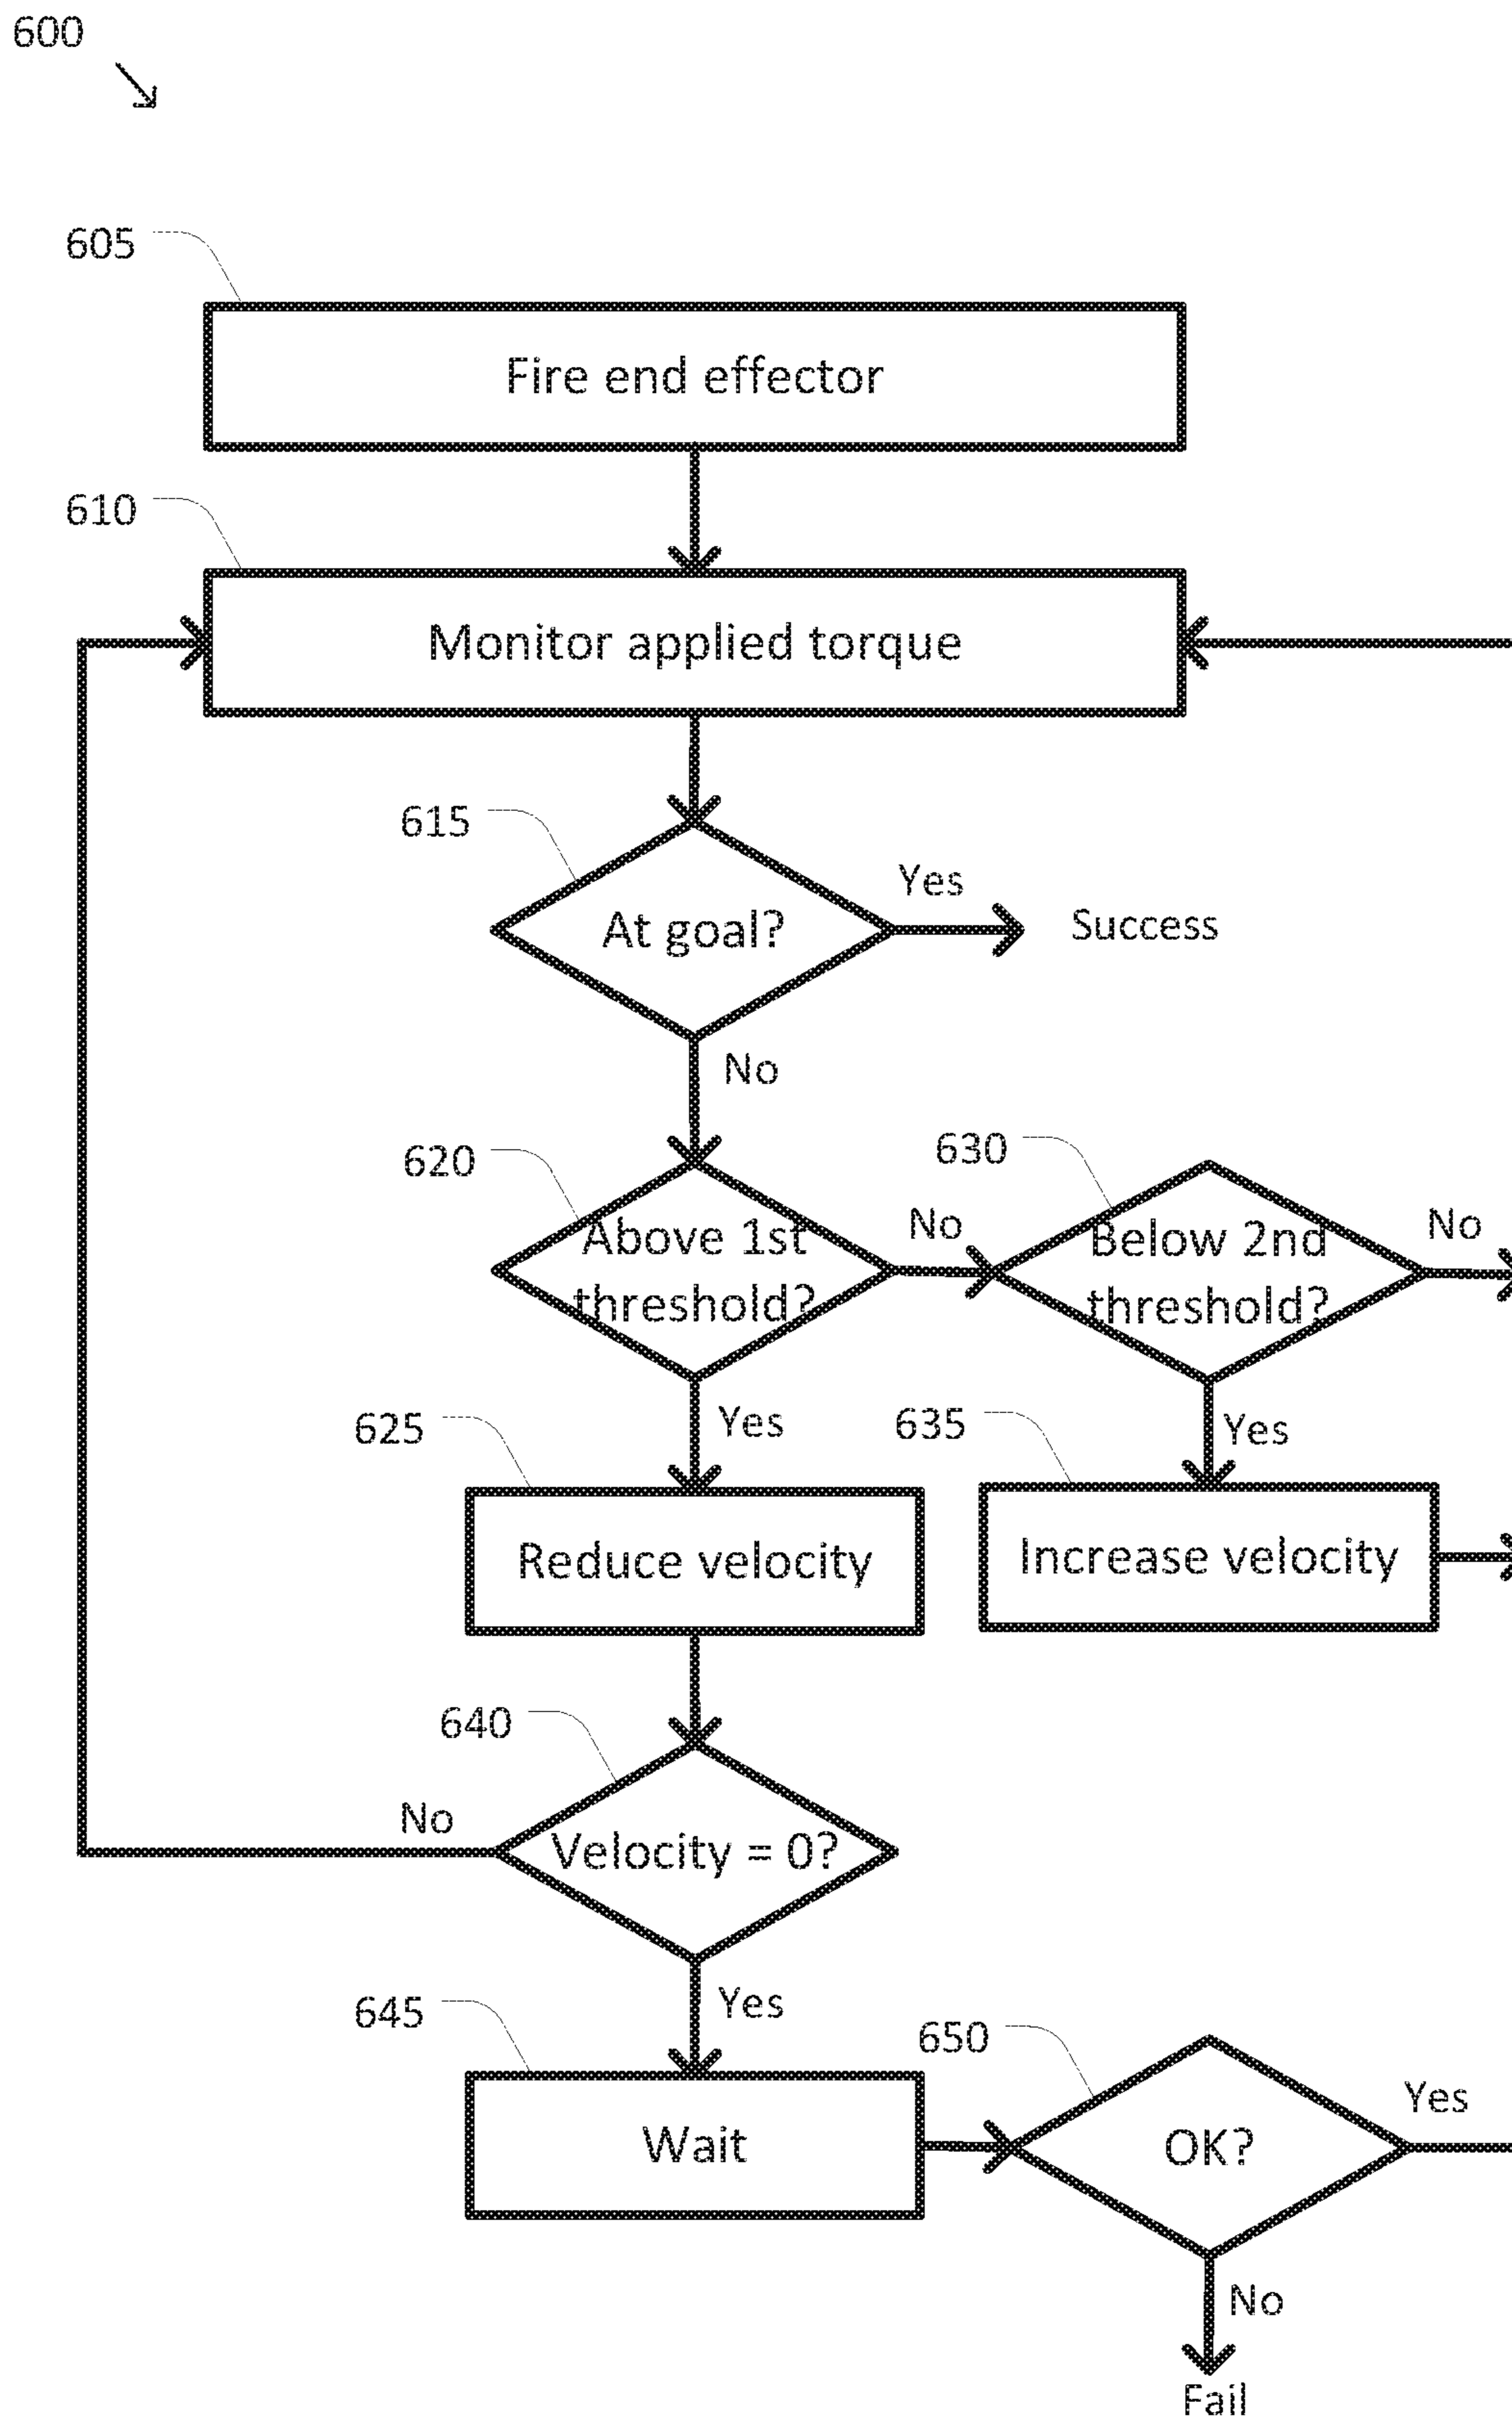 600
605
Fire end effector
610
Monitor applied torque
615
At goal?
Yes
Success
No
620
Above 1st
threshold?
No
630
Below 2nd
threshold?
No
Yes
Yes
625
Reduce velocity
635
Increase velocity
640
Velocity = 0?
No
Yes
645
Wait
650
OK?
Yes
No
Fail